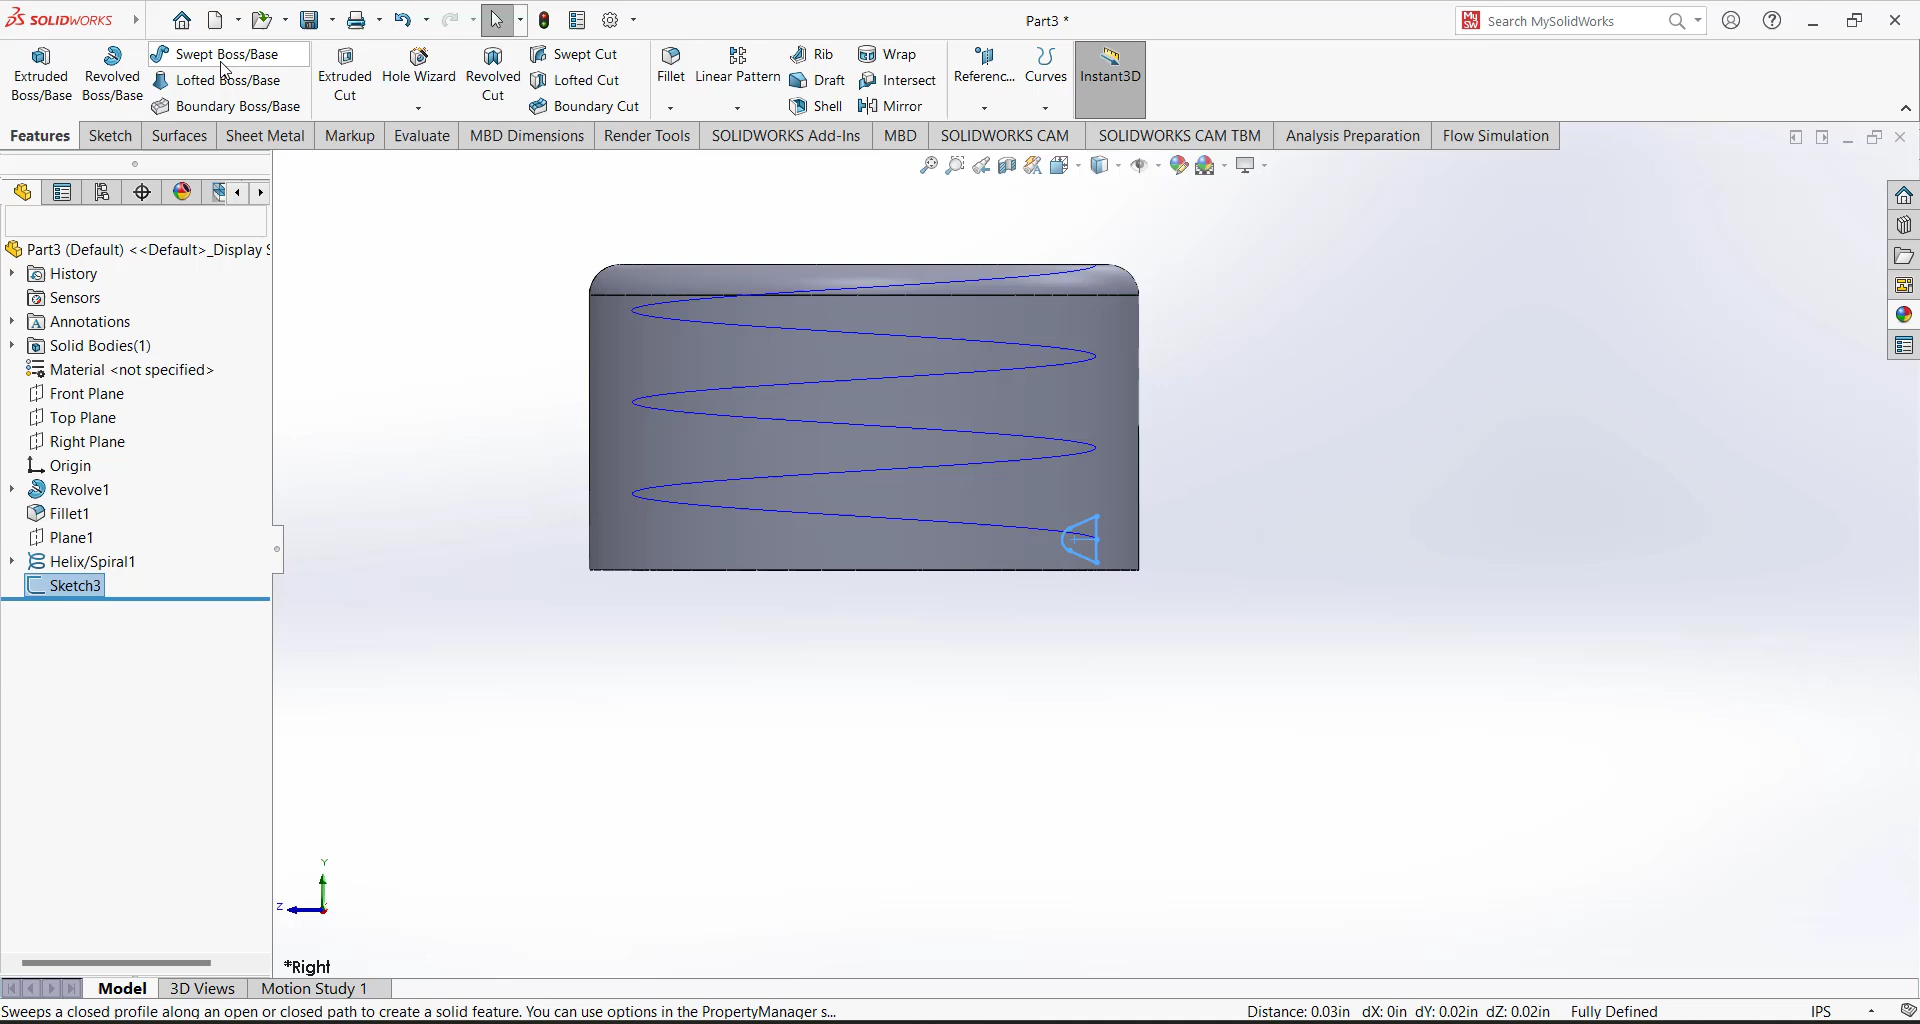 SOLIDWORKS
Part3 *
Search MySolidWorks
Extruded Boss/Base
Revolved Boss/Base
Swept Boss/Base
Lofted Boss/Base
Boundary Boss/Base
Extruded Cut
Hole Wizard
Revolved Cut
Swept Cut
Lofted Cut
Boundary Cut
Fillet
Linear Pattern
Rib
Draft
Shell
Wrap
Intersect
Mirror
Referenc...
Curves
Instant3D
Features
Sketch
Surfaces
Sheet Metal
Markup
Evaluate
MBD Dimensions
Render Tools
SOLIDWORKS Add-Ins
MBD
SOLIDWORKS CAM
SOLIDWORKS CAM TBM
Analysis Preparation
Flow Simulation
Part3 (Default) <<Default>_Display S
History
Sensors
Annotations
Solid Bodies(1)
Material <not specified>
Front Plane
Top Plane
Right Plane
Origin
Revolve1
Fillet1
Plane1
Helix/Spiral1
Sketch3
Y
Z
*Right
Model
3D Views
Motion Study 1
Sweeps a closed profile along an open or closed path to create a solid feature. You can use options in the PropertyManager s...
Distance: 0.03in dX: 0in dY: 0.02in dZ: 0.02in
Fully Defined
IPS